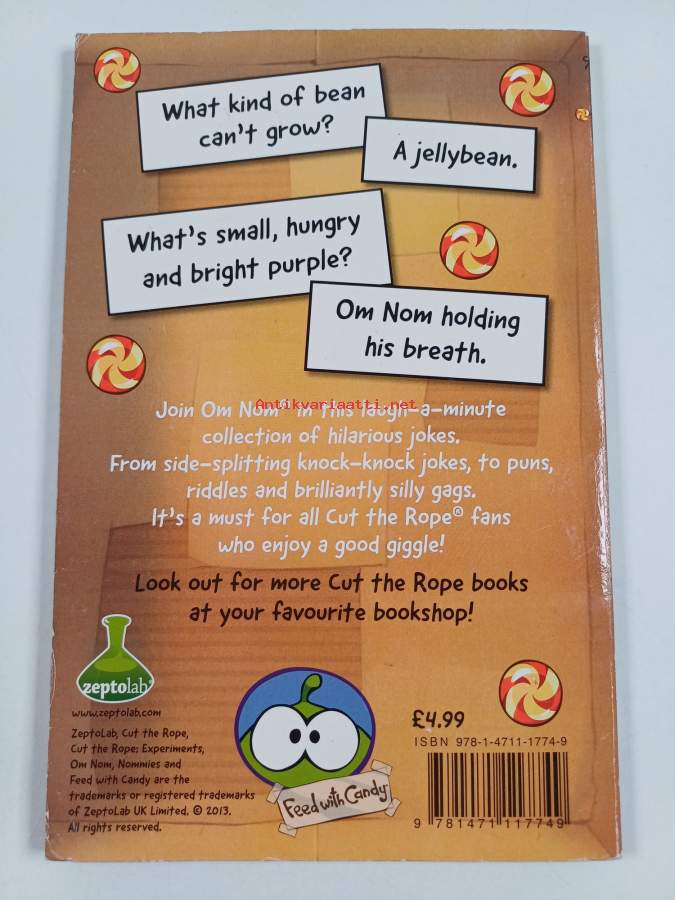 What kind of bean
can't grow?
A jellybean.
What's small, hungry
and bright purple?
Om Nom holding
his breath.
Antikvariaatti.net
Join Om Nom® in this laugh-a-minute
collection of hilarious jokes.
From side-splitting knock-knock jokes, to puns,
riddles and brilliantly silly gags.
It's a must for all Cut the Rope® fans
who enjoy a good giggle!
Look out for more Cut the Rope books
at your favourite bookshop!
zeptolab®
www.zeptolab.com
ZeptoLab, Cut the Rope,
Cut the Rope: Experiments,
Om Nom, Nommies and
Feed with Candy are the
trademarks or registered trademarks
of ZeptoLab UK Limited. © 2013.
All rights reserved.
Feed with Candy
£4.99
ISBN 978-1-4711-1774-9
9 781471 117749